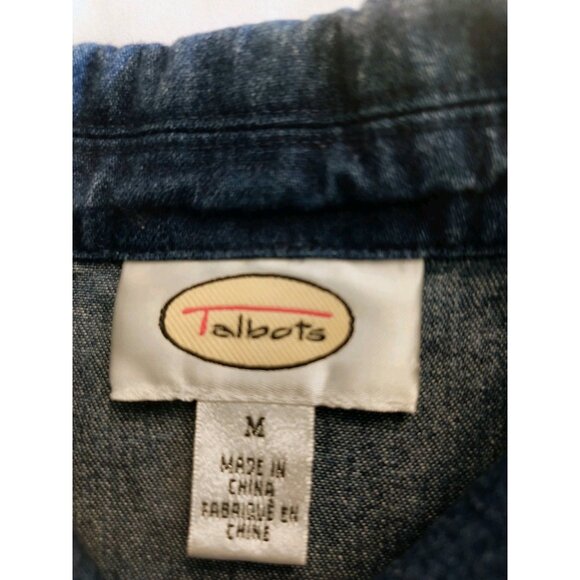 Talbots
M
MADE IN
CHINA
FABRIQUÉ EN
CHINE